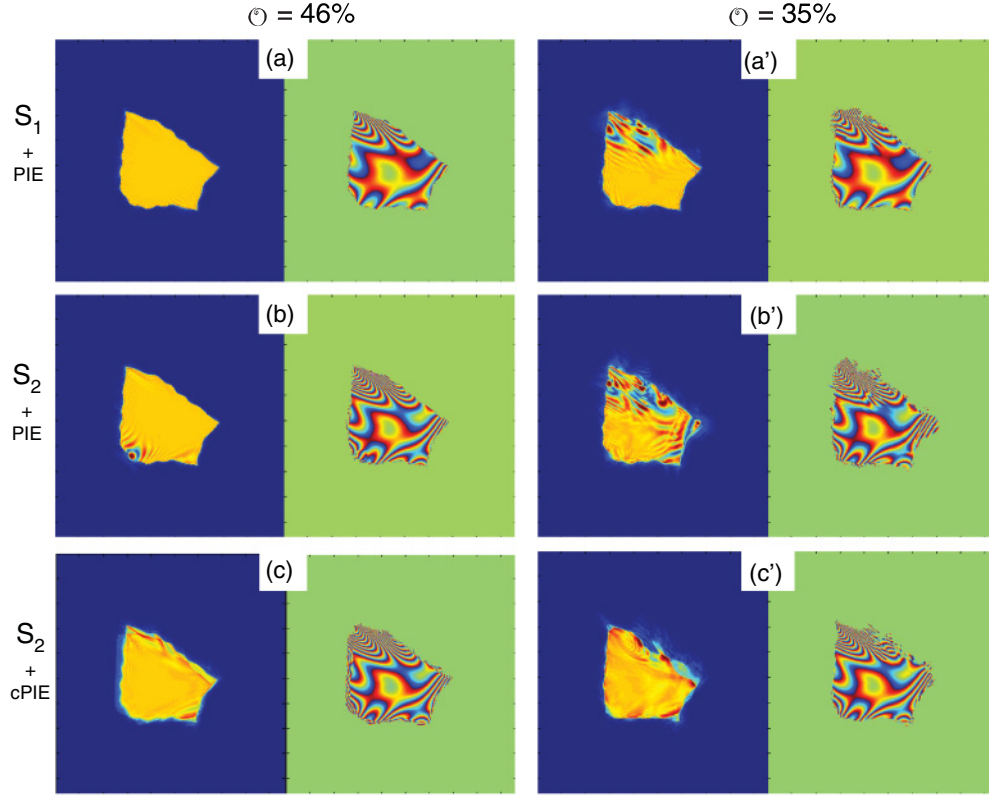 𝒪 = 46%
𝒪 = 35%
(a)
(a')
S1
+
PIE
(b)
(b')
S2
+
PIE
(c)
(c')
S2
+
cPIE